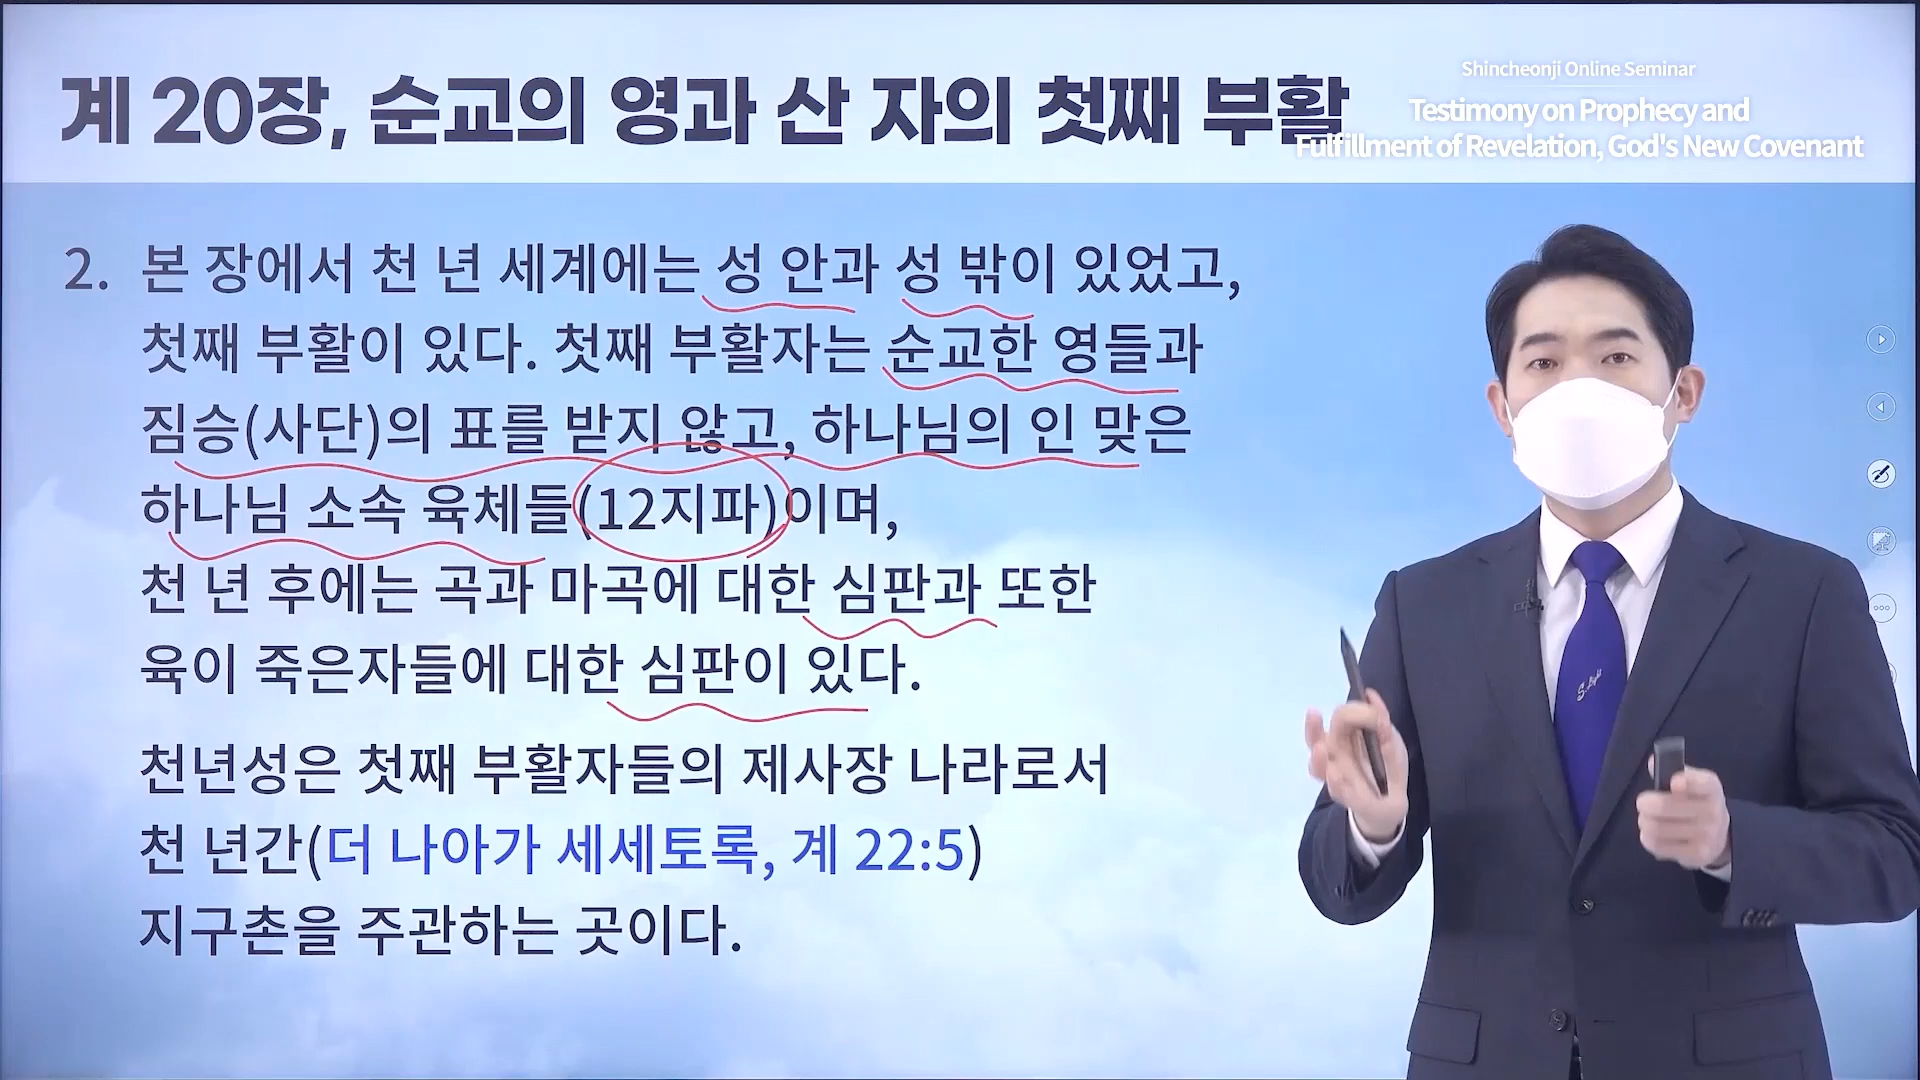 계 20장, 순교의 영과 산 자의 첫째 부활
Shincheonji Online Seminar
Testimony on Prophecy and
Fulfillment of Revelation, God's New Covenant
2. 본 장에서 천 년 세계에는 성 안과 성 밖이 있었고,
첫째 부활이 있다. 첫째 부활자는 순교한 영들과
짐승(사단)의 표를 받지 않고, 하나님의 인 맞은
하나님 소속 육체들(12지파)이며,
천 년 후에는 곡과 마곡에 대한 심판과 또한
육이 죽은자들에 대한 심판이 있다.
천년성은 첫째 부활자들의 제사장 나라로서
천 년간(더 나아가 세세토록, 계 22:5)
지구촌을 주관하는 곳이다.
S.Light